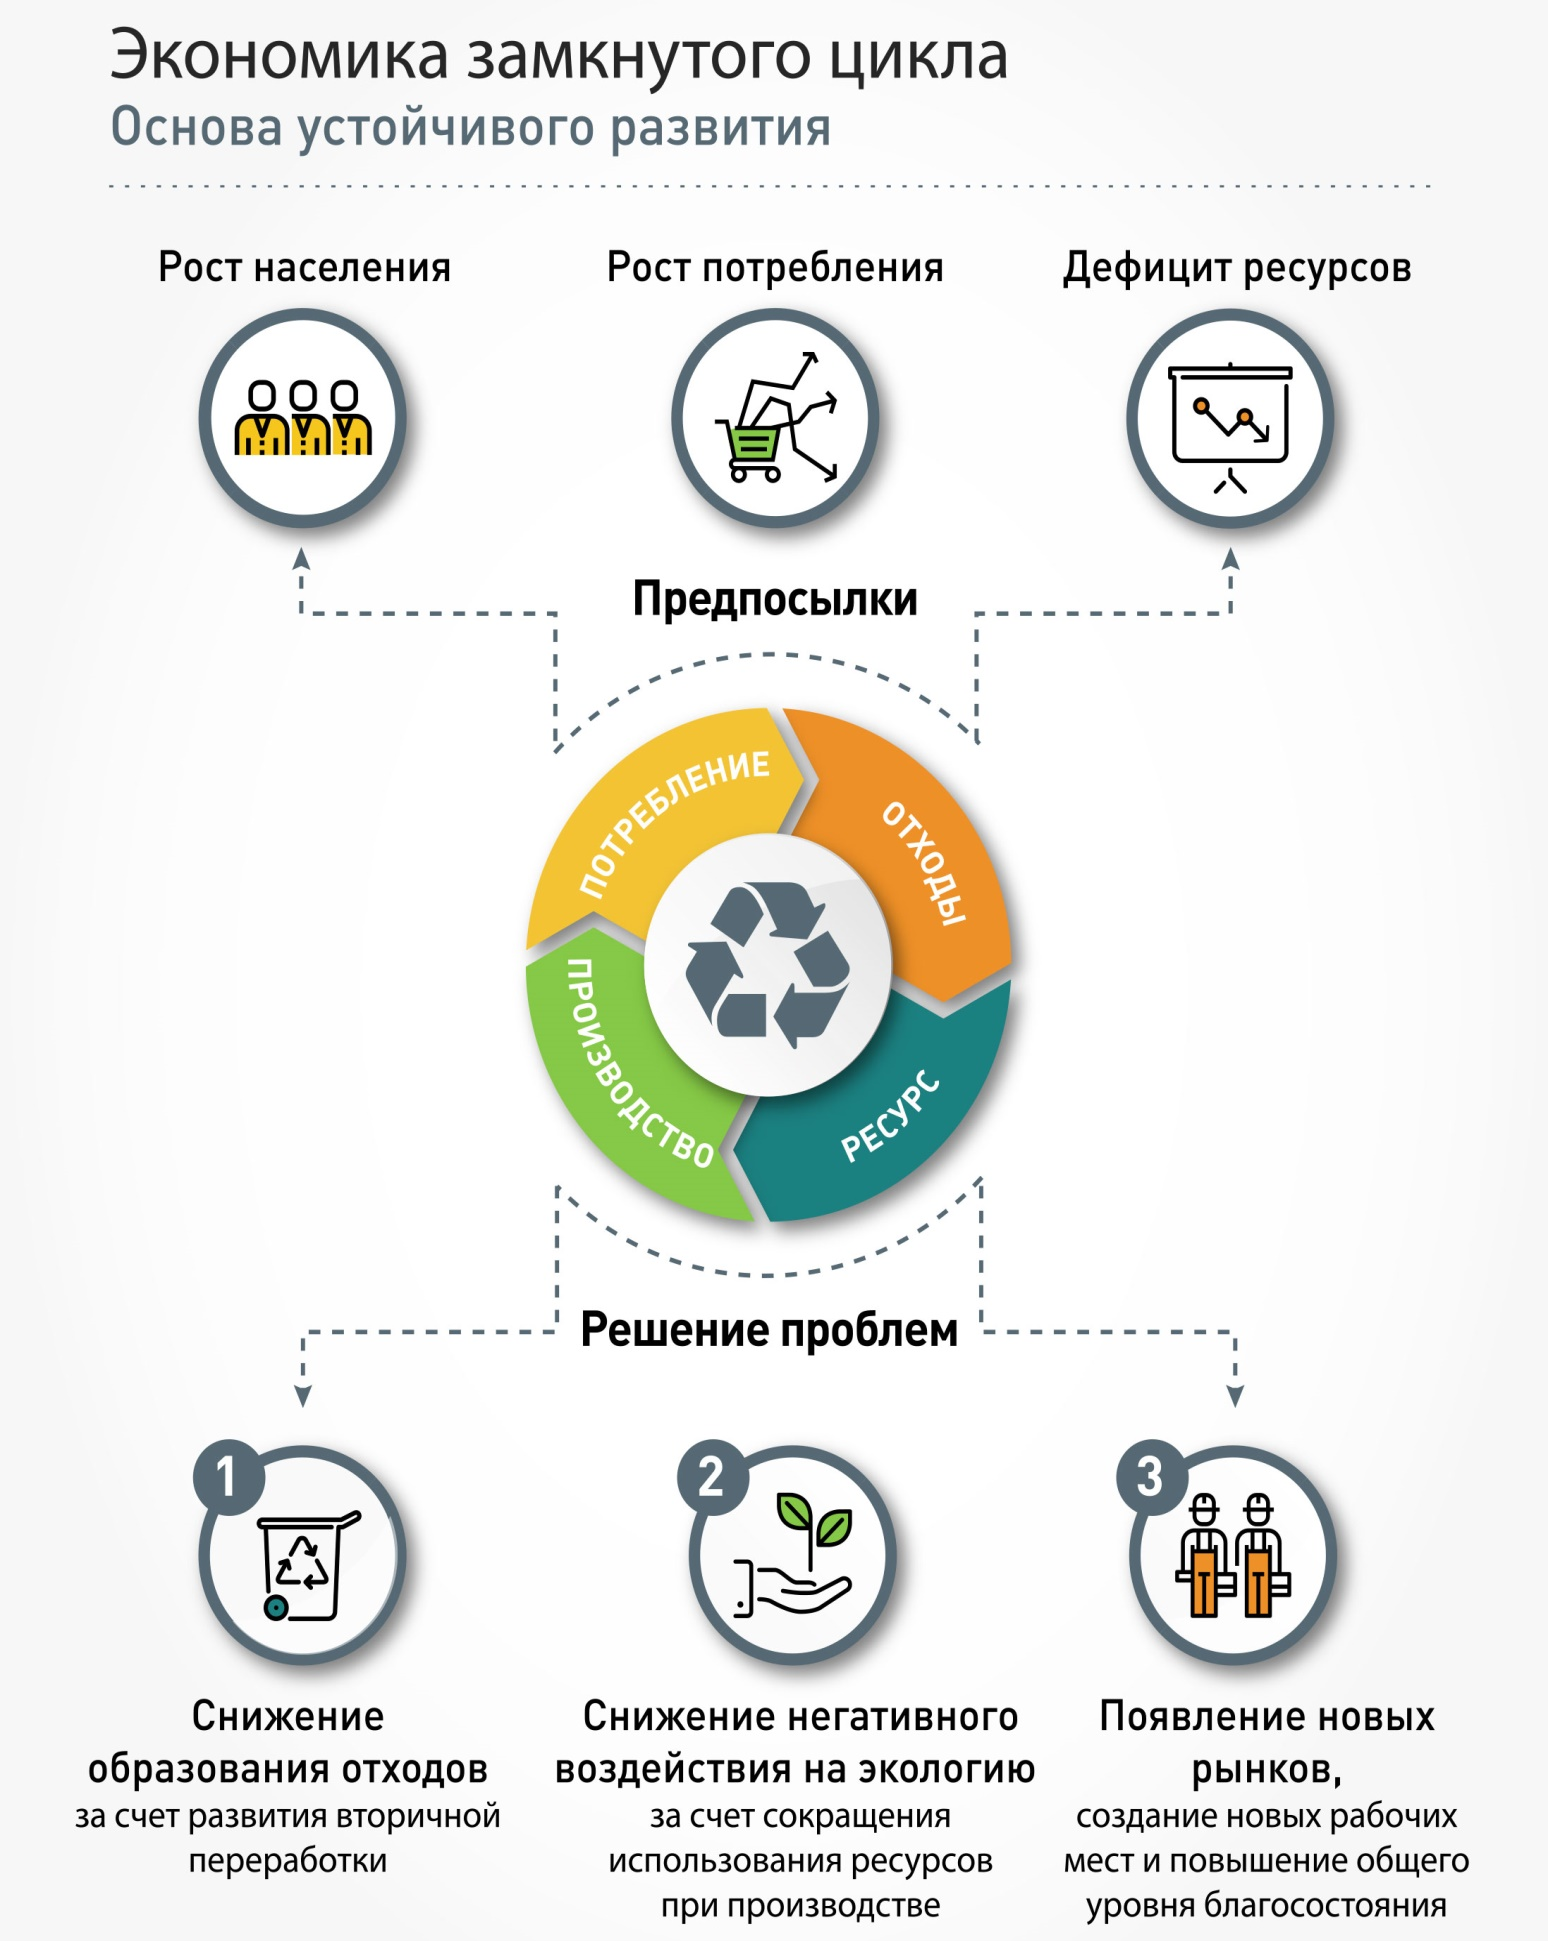 Экономика замкнутого цикла
Основа устойчивого развития
Рост населения
Рост потребления
Дефицит ресурсов
Предпосылки
ПОТРЕБЛЕНИЕ
ОТХОДЫ
ПРОИЗВОДСТВО
РЕСУРС
Решение проблем
1
2
3
Снижение
образования отходов
за счет развития вторичной
переработки
Снижение негативного
воздействия на экологию
за счет сокращения
использования ресурсов
при производстве
Появление новых
рынков,
создание новых рабочих
мест и повышение общего
уровня благосостояния